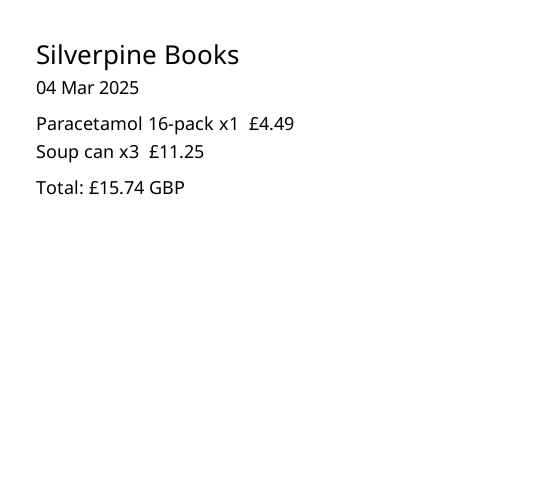 Silverpine Books
04 Mar 2025
Paracetamol 16-pack x1  £4.49
Soup can x3  £11.25
Total: £15.74 GBP